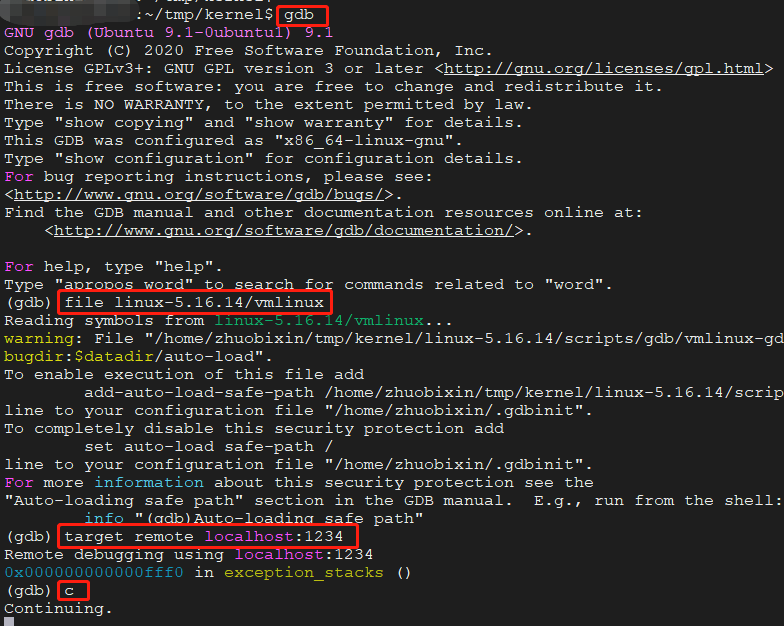 :~/tmp/kernel$ gdb
GNU gdb (Ubuntu 9.1-0ubuntu1) 9.1
Copyright (C) 2020 Free Software Foundation, Inc.
License GPLv3+: GNU GPL version 3 or later <http://gnu.org/licenses/gpl.html>
This is free software: you are free to change and redistribute it.
There is NO WARRANTY, to the extent permitted by law.
Type "show copying" and "show warranty" for details.
This GDB was configured as "x86_64-linux-gnu".
Type "show configuration" for configuration details.
For bug reporting instructions, please see:
<http://www.gnu.org/software/gdb/bugs/>.
Find the GDB manual and other documentation resources online at:
<http://www.gnu.org/software/gdb/documentation/>.
For help, type "help".
Type "apropos word" to search for commands related to "word".
(gdb) file linux-5.16.14/vmlinux
Reading symbols from linux-5.16.14/vmlinux...
warning: File "/home/zhuobixin/tmp/kernel/linux-5.16.14/scripts/gdb/vmlinux-gd
bugdir:$datadir/auto-load".
To enable execution of this file add
add-auto-load-safe-path /home/zhuobixin/tmp/kernel/linux-5.16.14/scrip
line to your configuration file "/home/zhuobixin/.gdbinit".
To completely disable this security protection add
set auto-load safe-path /
line to your configuration file "/home/zhuobixin/.gdbinit".
For more information about this security protection see the
"Auto-loading safe path" section in the GDB manual.  E.g., run from the shell:
info "(gdb)Auto-loading safe path"
(gdb) target remote localhost:1234
Remote debugging using localhost:1234
0x000000000000fff0 in exception_stacks ()
(gdb) c
Continuing.